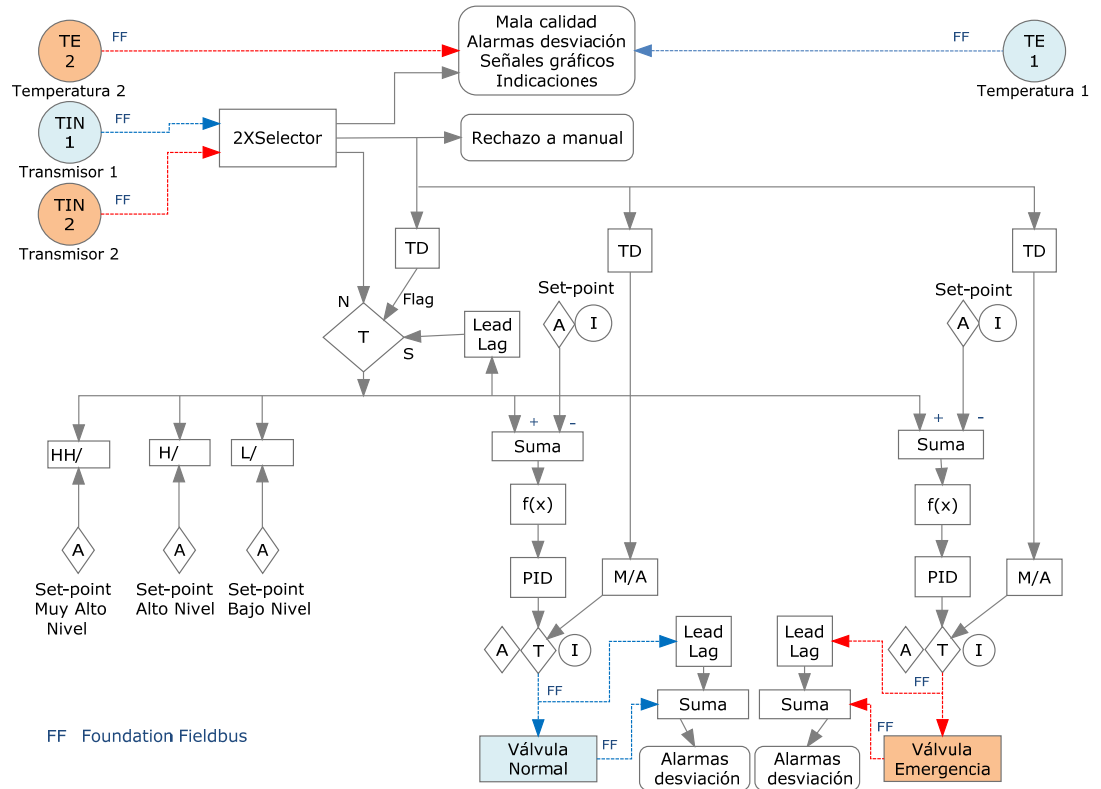 TE
2
Temperatura 2
FF
Mala calidad
Alarmas desviación
Señales gráficos
Indicaciones
FF
TE
1
Temperatura 1
TIN
1
Transmisor 1
FF
2XSelector
Rechazo a manual
TIN
2
Transmisor 2
FF
TD
TD
TD
Flag
N
T
S
Lead
Lag
Set-point
A
I
Set-point
A
I
HH/
H/
L/
+
-
Suma
+
-
Suma
f(x)
f(x)
A
Set-point
Muy Alto
Nivel
A
Set-point
Alto Nivel
A
Set-point
Bajo Nivel
PID
M/A
PID
M/A
A
T
I
Lead
Lag
Lead
Lag
A
T
I
FF
FF
Suma
Suma
FF
FF
Válvula
Normal
Alarmas
desviación
Alarmas
desviación
Válvula
Emergencia
FF Foundation Fieldbus